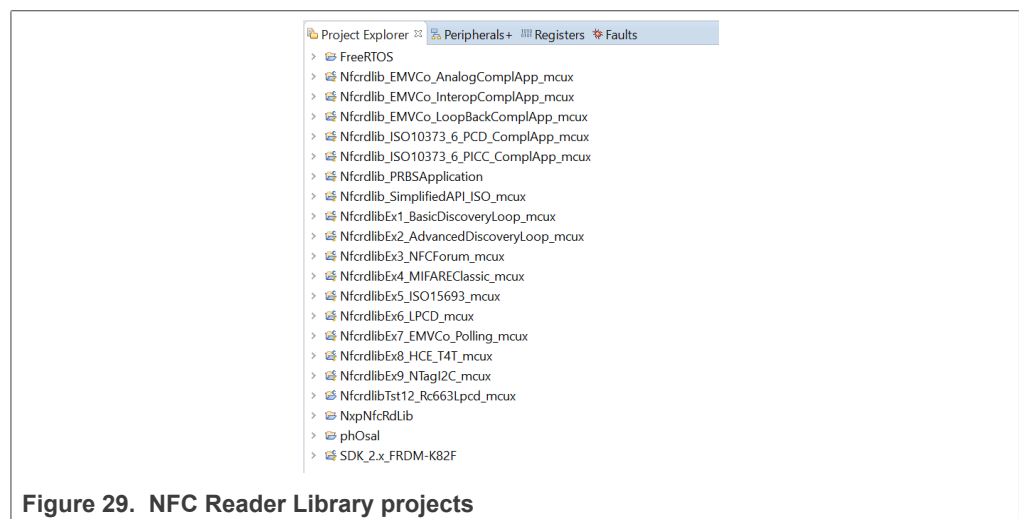 Project Explorer Peripherals+ Registers Faults
FreeRTOS
Nfcrdlib_EMVCo_AnalogComplApp_mcux
Nfcrdlib_EMVCo_InteropComplApp_mcux
Nfcrdlib_EMVCo_LoopBackComplApp_mcux
Nfcrdlib_ISO10373_6_PCD_ComplApp_mcux
Nfcrdlib_ISO10373_6_PICC_ComplApp_mcux
Nfcrdlib_PRBSApplication
Nfcrdlib_SimplifiedAPI_ISO_mcux
NfcrdlibEx1_BasicDiscoveryLoop_mcux
NfcrdlibEx2_AdvancedDiscoveryLoop_mcux
NfcrdlibEx3_NFCForum_mcux
NfcrdlibEx4_MIFAREClassic_mcux
NfcrdlibEx5_ISO15693_mcux
NfcrdlibEx6_LPCD_mcux
NfcrdlibEx7_EMVCo_Polling_mcux
NfcrdlibEx8_HCE_T4T_mcux
NfcrdlibEx9_NTagI2C_mcux
NfcrdlibTst12_Rc663Lpcd_mcux
NxpNfcRdLib
phOsal
SDK_2.x_FRDM-K82F
Figure 29. NFC Reader Library projects